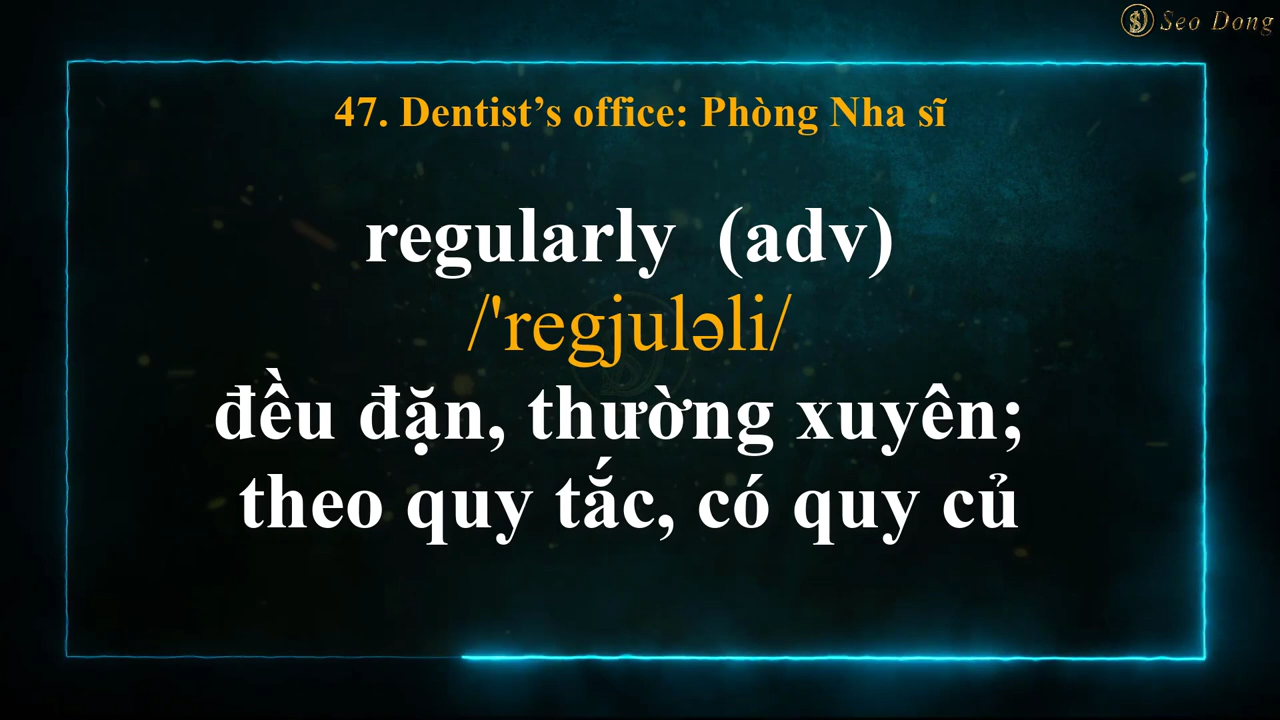 Seo Dong
47. Dentist’s office: Phòng Nha sĩ
regularly (adv)
/'regjuləli/
đều đặn, thường xuyên;
theo quy tắc, có quy củ